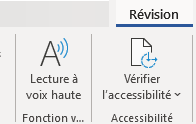 Révision
Lecture à
voix haute
Vérifier
l'accessibilité
Fonction v...
Accessibilité